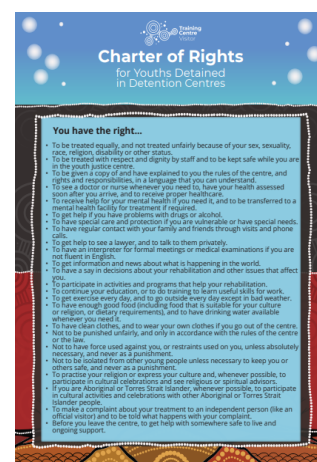 Training
Centre
Visitor
Charter of Rights
for Youths Detained
in Detention Centres
You have the right...
• To be treated equally, and not treated unfairly because of your sex, sexuality,
race, religion, disability or other status.
• To be treated with respect and dignity by staff and to be kept safe while you are
in the youth justice centre.
• To be given a copy of and have explained to you the rules of the centre, and
rights and responsibilities, in a language that you can understand.
• To see a doctor or nurse whenever you need to, have your health assessed
soon after you arrive, and to receive proper healthcare.
• To receive help for your mental health if you need it, and to be transferred to a
mental health facility for treatment if required.
• To get help if you have problems with drugs or alcohol.
• To have special care and protection if you are vulnerable or have special needs.
• To have regular contact with your family and friends through visits and phone
calls.
• To get help to see a lawyer, and to talk to them privately.
• To have an interpreter for formal meetings or medical examinations if you are
not fluent in English.
• To get information and news about what is happening in the world.
• To have a say in decisions about your rehabilitation and other issues that affect
you.
• To participate in activities and programs that help your rehabilitation.
• To continue your education, or to do training to learn useful skills for work.
• To get exercise every day, and to go outside every day except in bad weather.
• To have enough good food (including food that is suitable for your culture
or religion, or dietary requirements), and to have drinking water available
whenever you need it.
• To have clean clothes, and to wear your own clothes if you go out of the centre.
• Not to be punished unfairly, and only in accordance with the rules of the centre
or the law.
• Not to have force used against you, or restraints used on you, unless absolutely
necessary, and never as a punishment.
• Not to be isolated from other young people unless necessary to keep you or
others safe, and never as a punishment.
• To practise your religion or express your culture and, whenever possible, to
participate in cultural celebrations and see religious or spiritual advisors.
• If you are Aboriginal or Torres Strait Islander, whenever possible, to participate
in cultural activities and celebrations with other Aboriginal or Torres Strait
Islander people.
• To make a complaint about your treatment to an independent person (like an
official visitor) and to be told what happens with your complaint.
• Before you leave the centre, to get help with somewhere safe to live and
ongoing support.